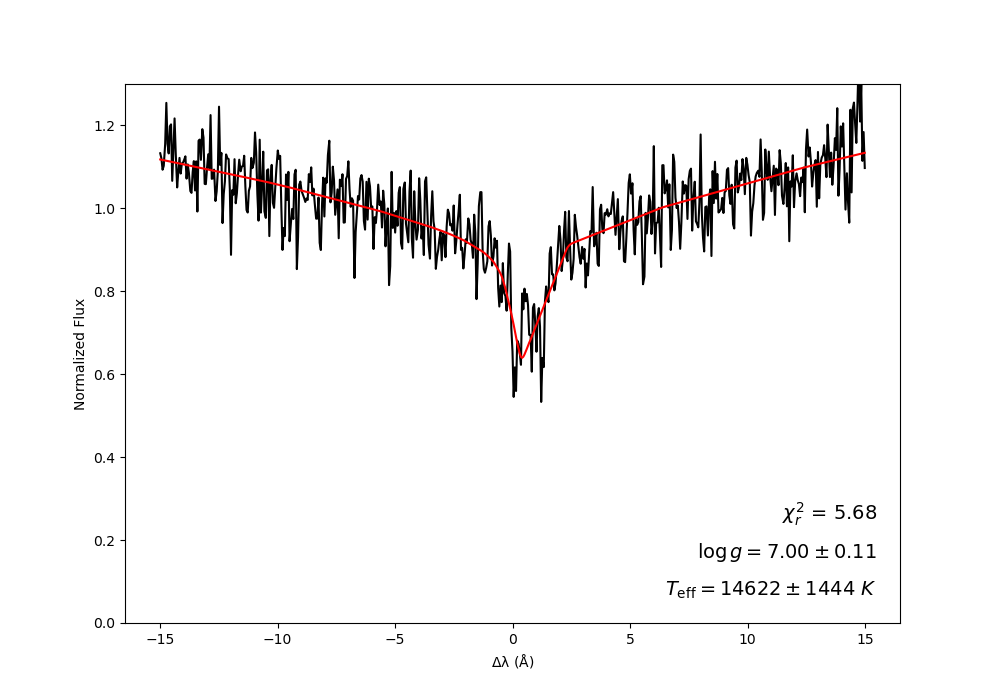 Normalized Flux
1.2
1.0
0.8
0.6
0.4
0.2
0.0
χ²ᵣ = 5.68
log g = 7.00 ± 0.11
T_eff = 14622 ± 1444 K
−15 −10 −5 0 5 10 15
Δλ (Å)